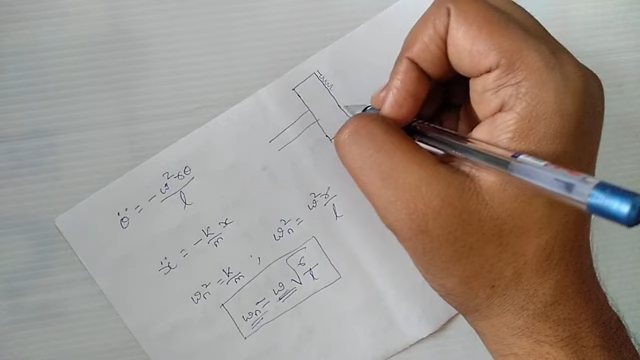 θ̈ = -ω²rθ/l
ẍ = -k/m x
ωn² = k/m ; ωn² = ω²r/l
ωn = ω√(r/l)